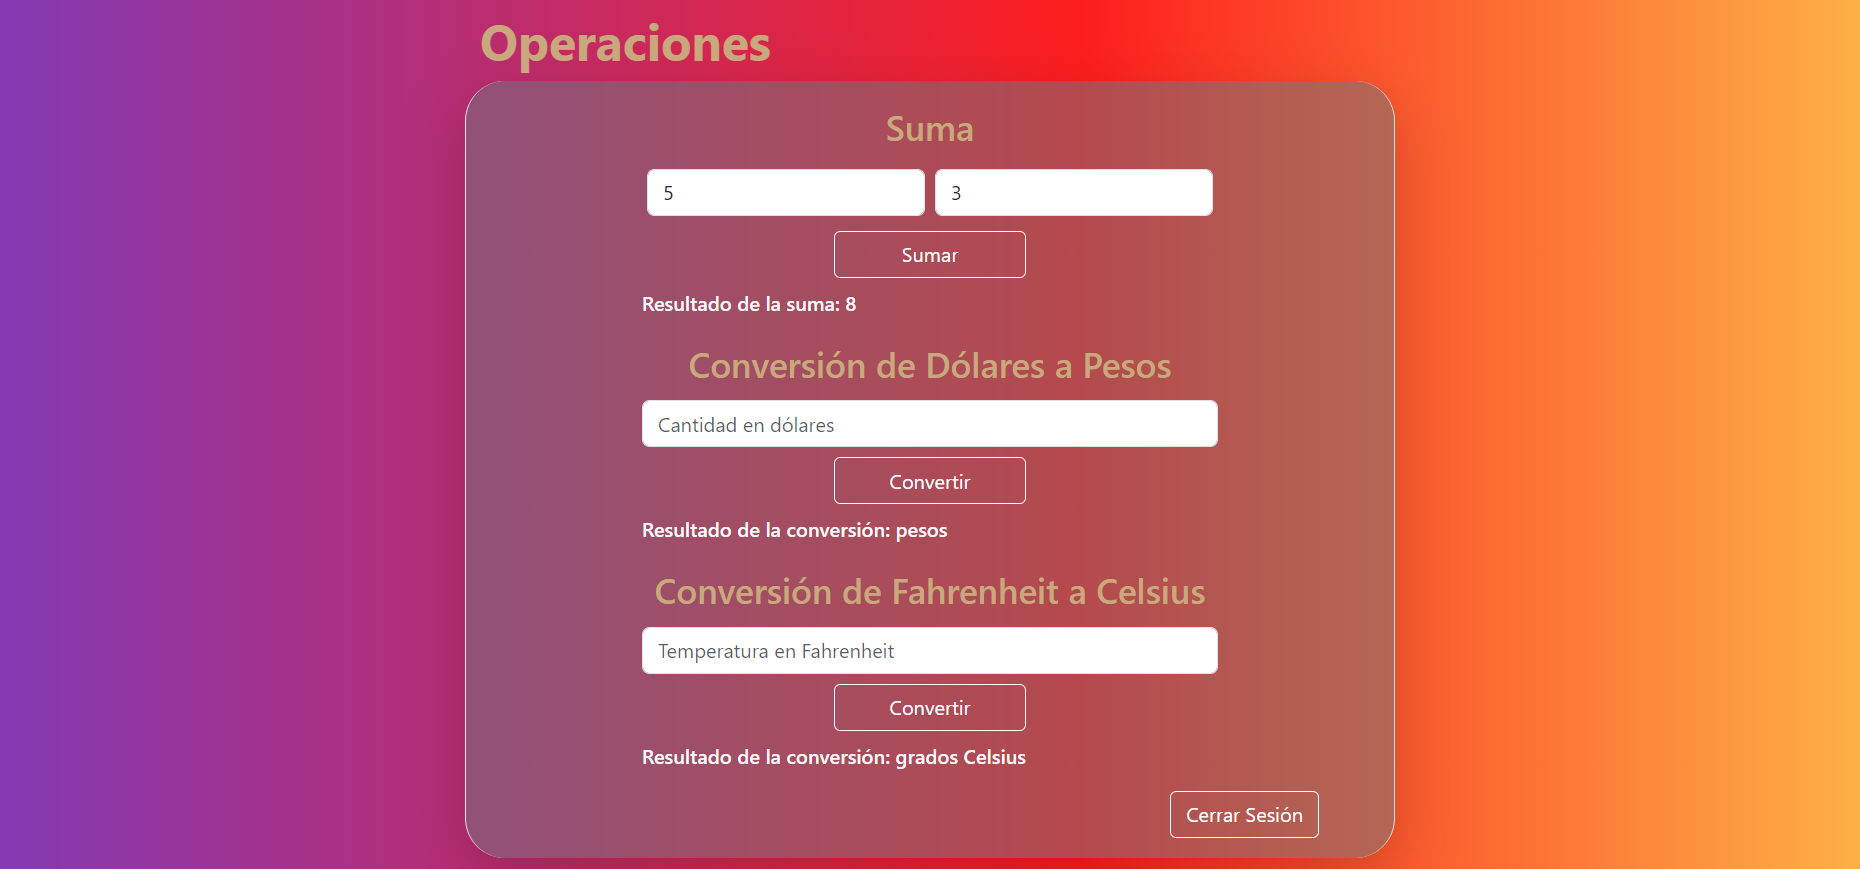 Operaciones
Suma
5 3
Sumar
Resultado de la suma: 8
Conversión de Dólares a Pesos
Cantidad en dólares
Convertir
Resultado de la conversión: pesos
Conversión de Fahrenheit a Celsius
Temperatura en Fahrenheit
Convertir
Resultado de la conversión: grados Celsius
Cerrar Sesión